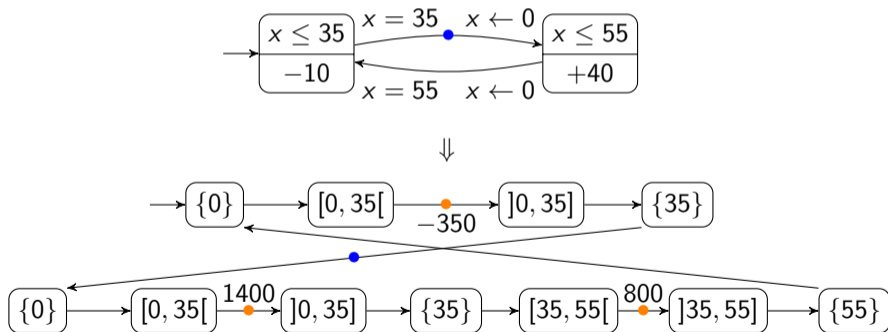 x = 35 x ← 0
x ≤ 35 x ≤ 55
−10 +40
x = 55 x ← 0
⇓
{0} [0, 35[ ]0, 35] {35}
−350
1400 800
{0} [0, 35[ ]0, 35] {35} [35, 55[ ]35, 55] {55}